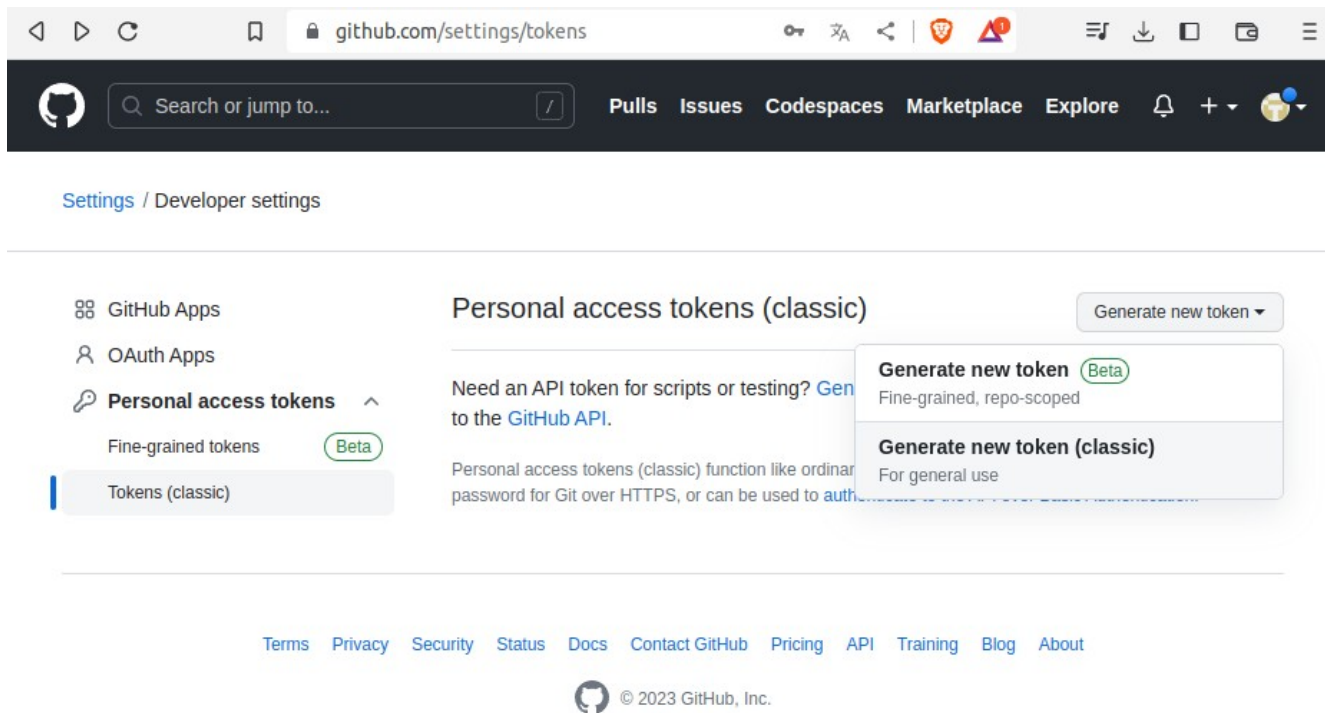 github.com/settings/tokens
1
Search or jump to... /
Pulls Issues Codespaces Marketplace Explore
Settings / Developer settings
GitHub Apps
OAuth Apps
Personal access tokens
Fine-grained tokens Beta
Tokens (classic)
Personal access tokens (classic)
Generate new token
Need an API token for scripts or testing? Gen
to the GitHub API.
Personal access tokens (classic) function like ordinar
password for Git over HTTPS, or can be used to
Generate new token Beta
Fine-grained, repo-scoped
Generate new token (classic)
For general use
Terms Privacy Security Status Docs Contact GitHub Pricing API Training Blog About
© 2023 GitHub, Inc.